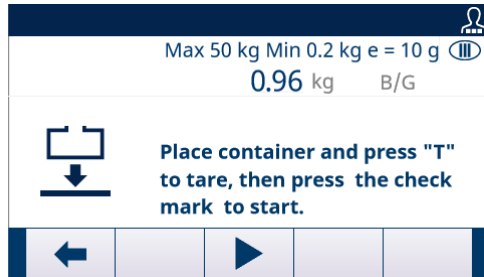 Max 50 kg Min 0.2 kg e = 10 g III
0.96 kg B/G
Place container and press "T"
to tare, then press the check
mark to start.